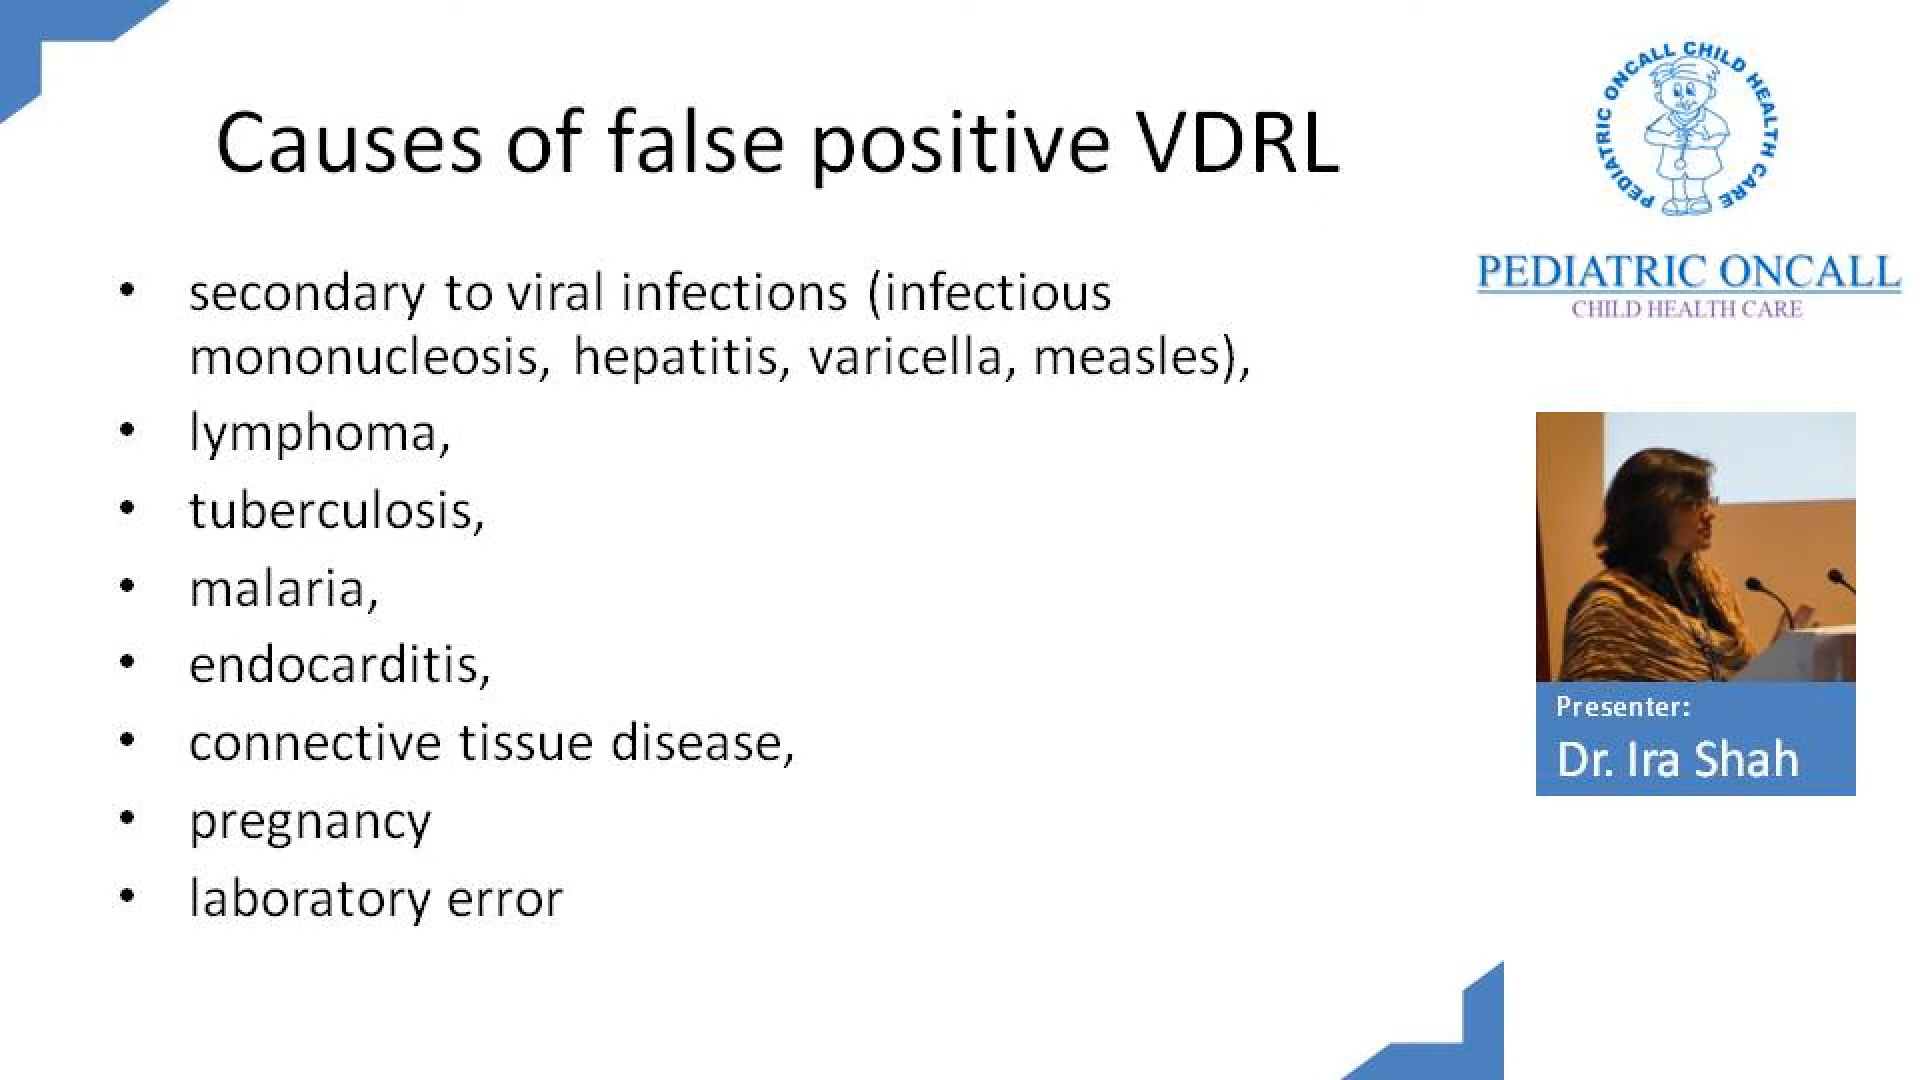 Causes of false positive VDRL
• secondary to viral infections (infectious
mononucleosis, hepatitis, varicella, measles),
• lymphoma,
• tuberculosis,
• malaria,
• endocarditis,
• connective tissue disease,
• pregnancy
• laboratory error
PEDIATRIC ONCALL CHILD HEALTH CARE
PEDIATRIC ONCALL
CHILD HEALTH CARE
Presenter:
Dr. Ira Shah